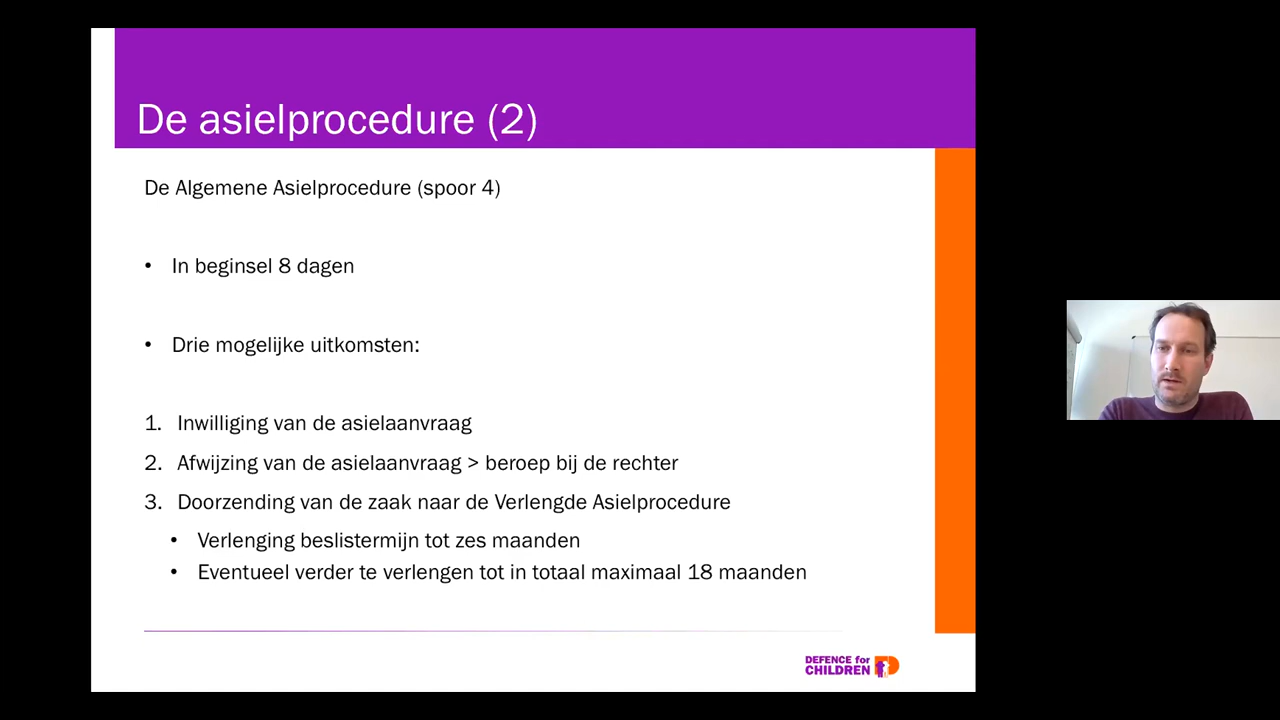 De asielprocedure (2)
De Algemene Asielprocedure (spoor 4)
• In beginsel 8 dagen
• Drie mogelijke uitkomsten:
1. Inwilliging van de asielaanvraag
2. Afwijzing van de asielaanvraag > beroep bij de rechter
3. Doorzending van de zaak naar de Verlengde Asielprocedure
• Verlenging beslistermijn tot zes maanden
• Eventueel verder te verlengen tot in totaal maximaal 18 maanden
DEFENCE for
CHILDREN